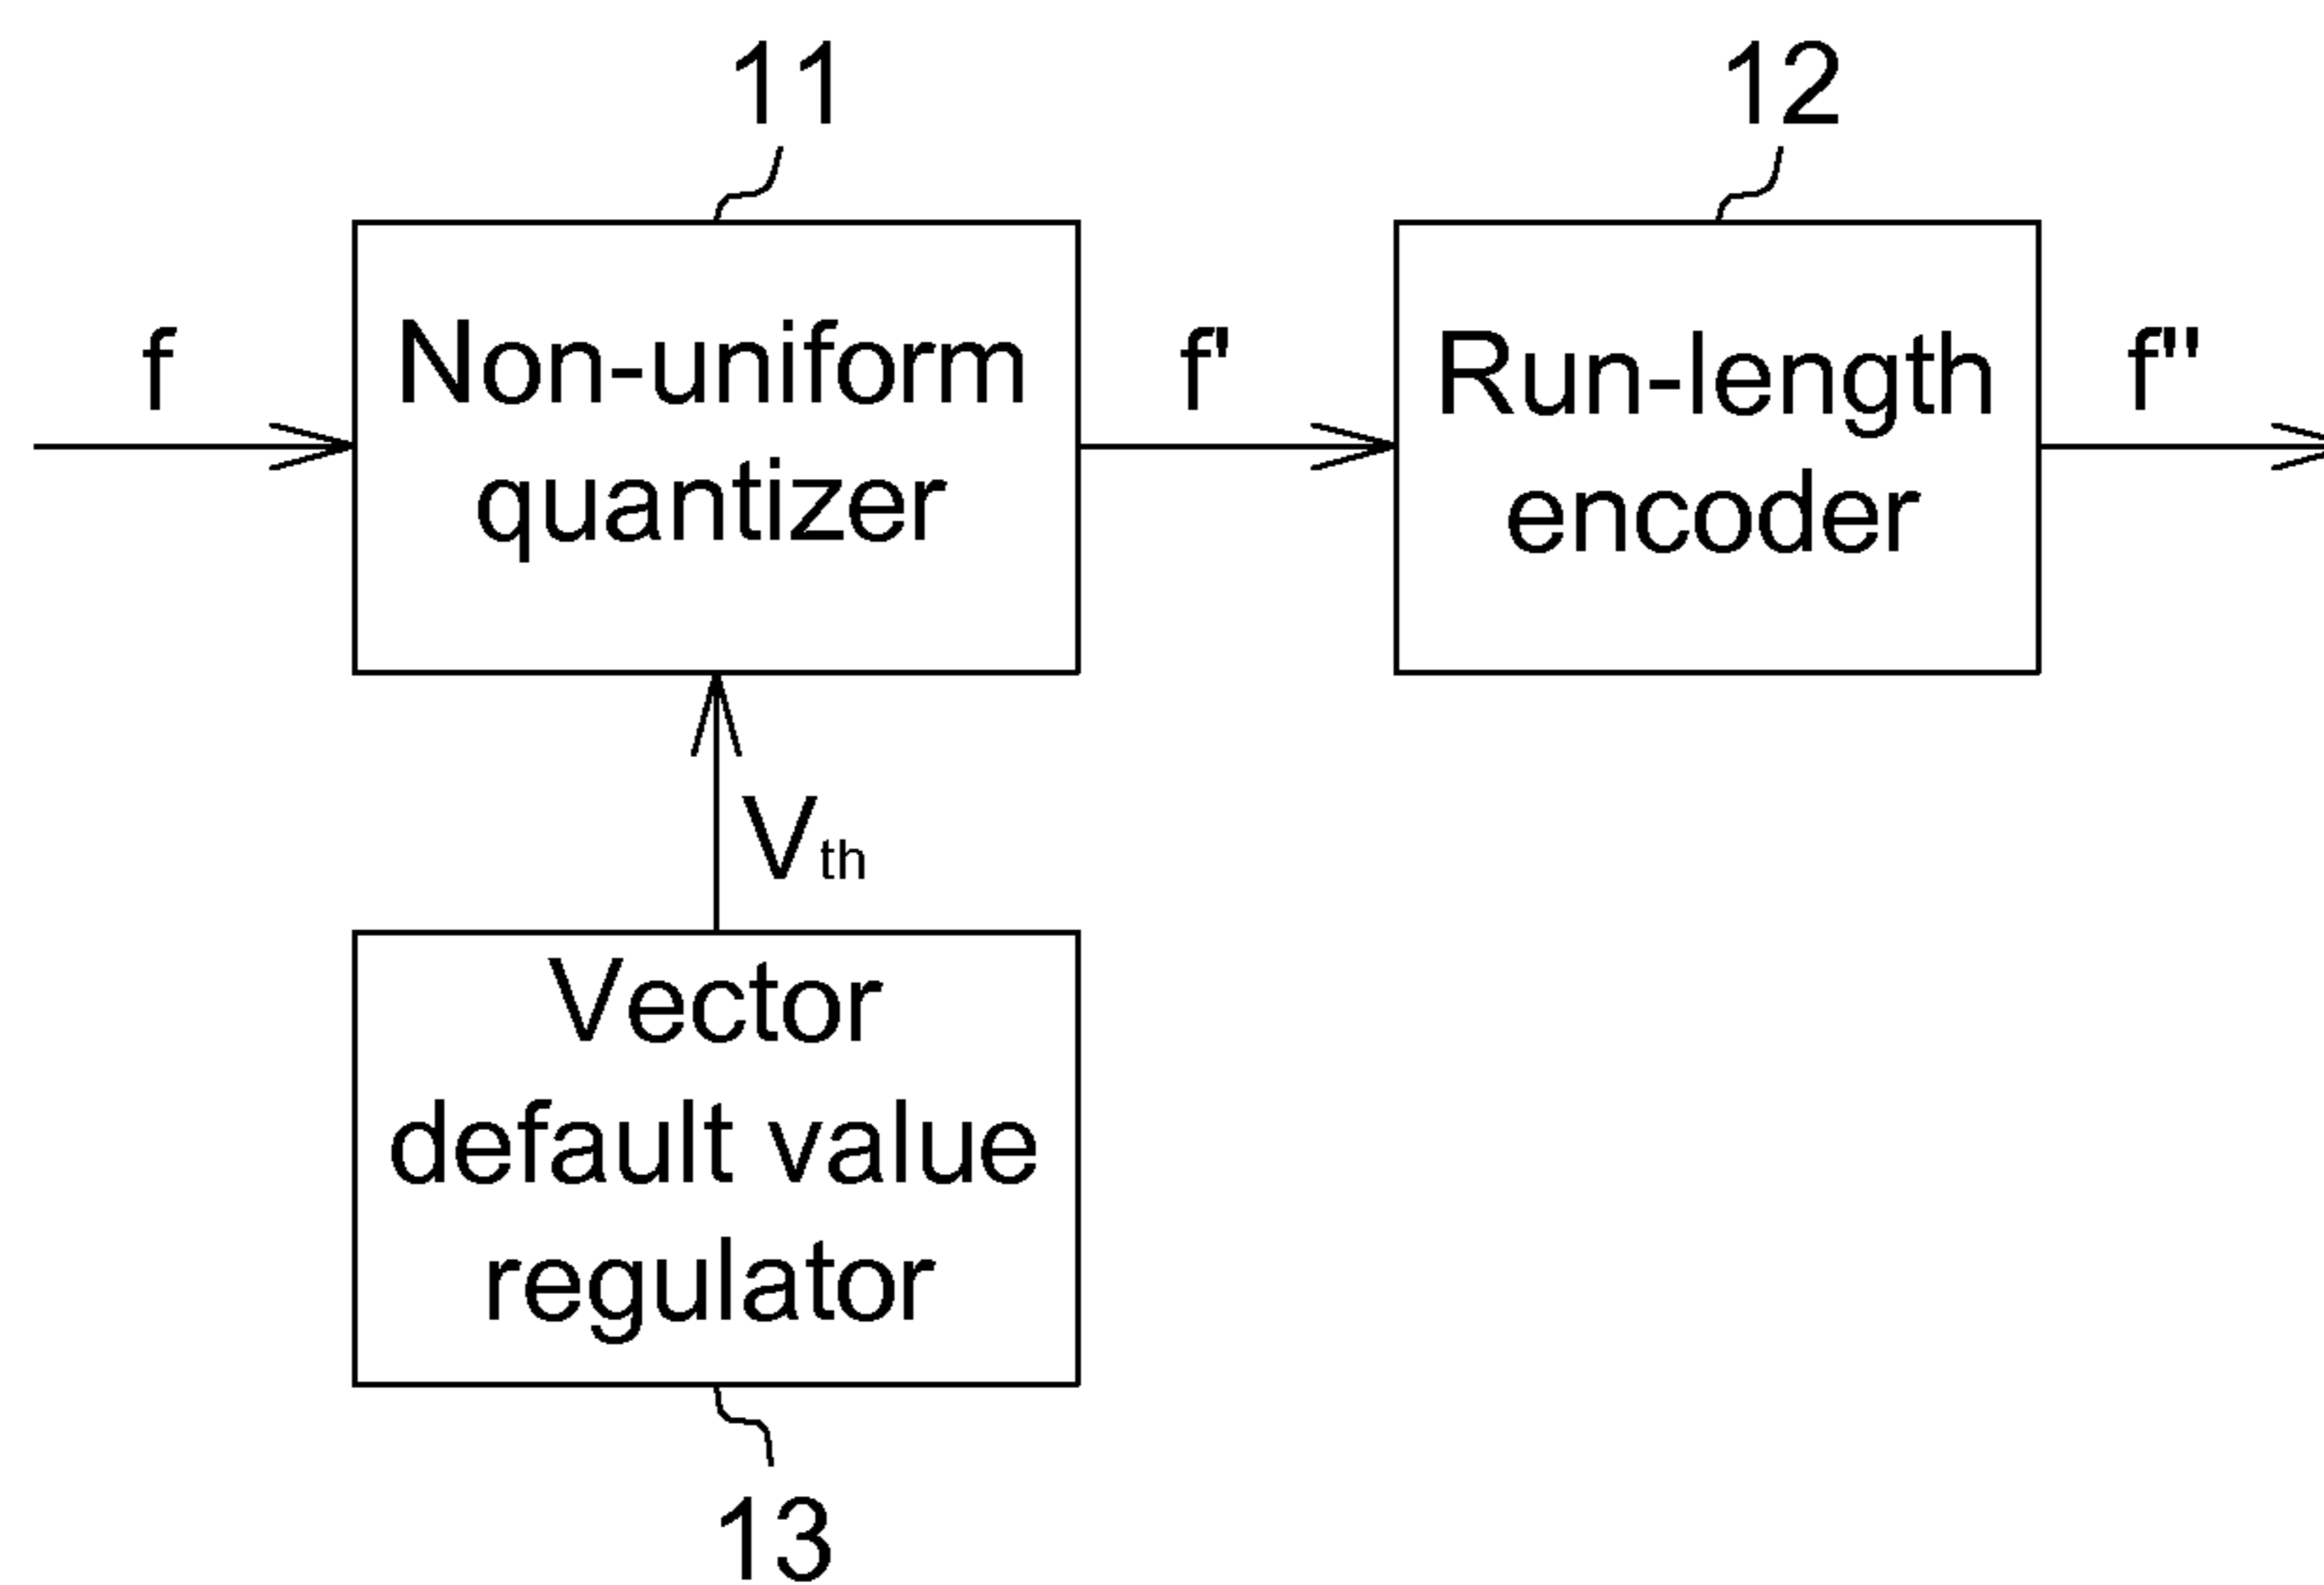 11
12
f
Non-uniform
quantizer
f'
Run-length
encoder
f"
Vth
Vector
default value
regulator
13